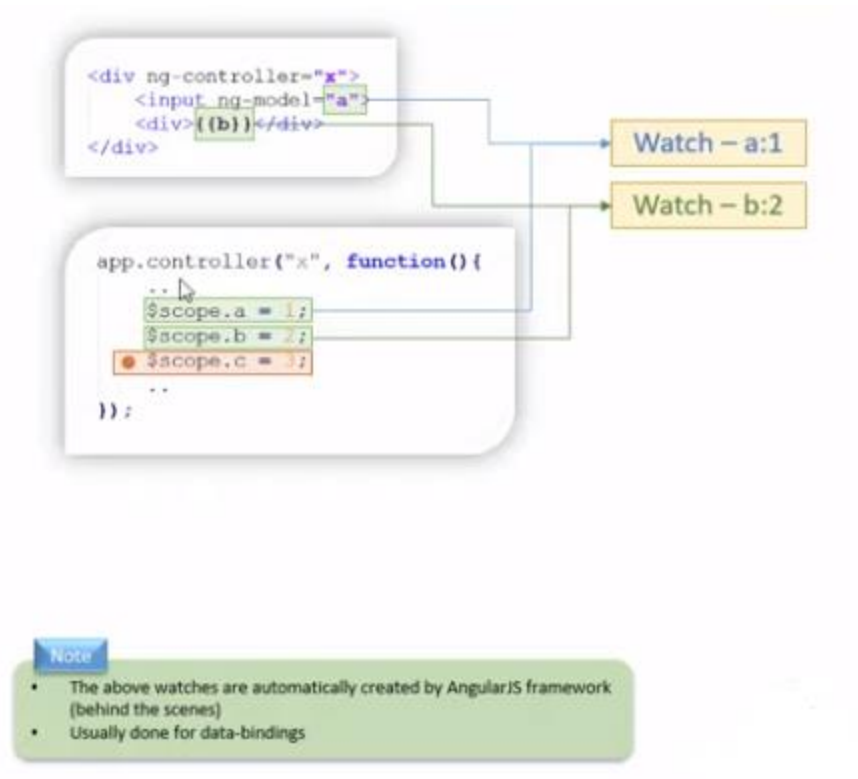 <div ng-controller="x">
<input ng-model="a">
<div>{{b}}</div>
</div>
Watch – a:1
Watch – b:2
app.controller("x", function(){
..
$scope.a = 1;
$scope.b = 2;
$scope.c = 3;
..
});
Note
• The above watches are automatically created by AngularJS framework
(behind the scenes)
• Usually done for data-bindings